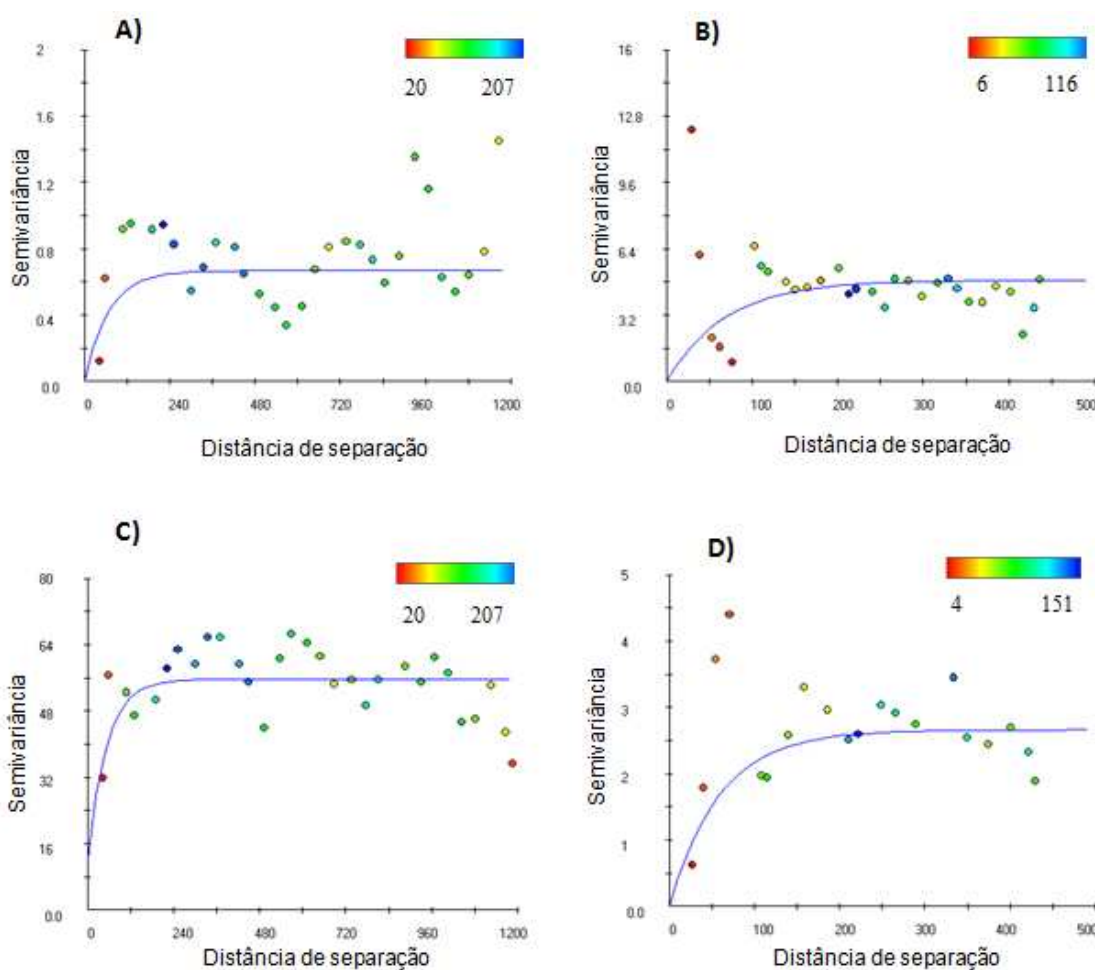 A)
2
1.6
1.2
0.8
0.4
0.0
Semivariância
20 207
0 240 480 720 960 1200
Distância de separação
B)
16
12.8
9.6
6.4
3.2
0.0
Semivariância
6 116
0 100 200 300 400 500
Distância de separação
C)
80
64
48
32
16
0.0
Semivariância
20 207
0 240 480 720 960 1200
Distância de separação
D)
5
4
3
2
1
0.0
Semivariância
4 151
0 100 200 300 400 500
Distância de separação